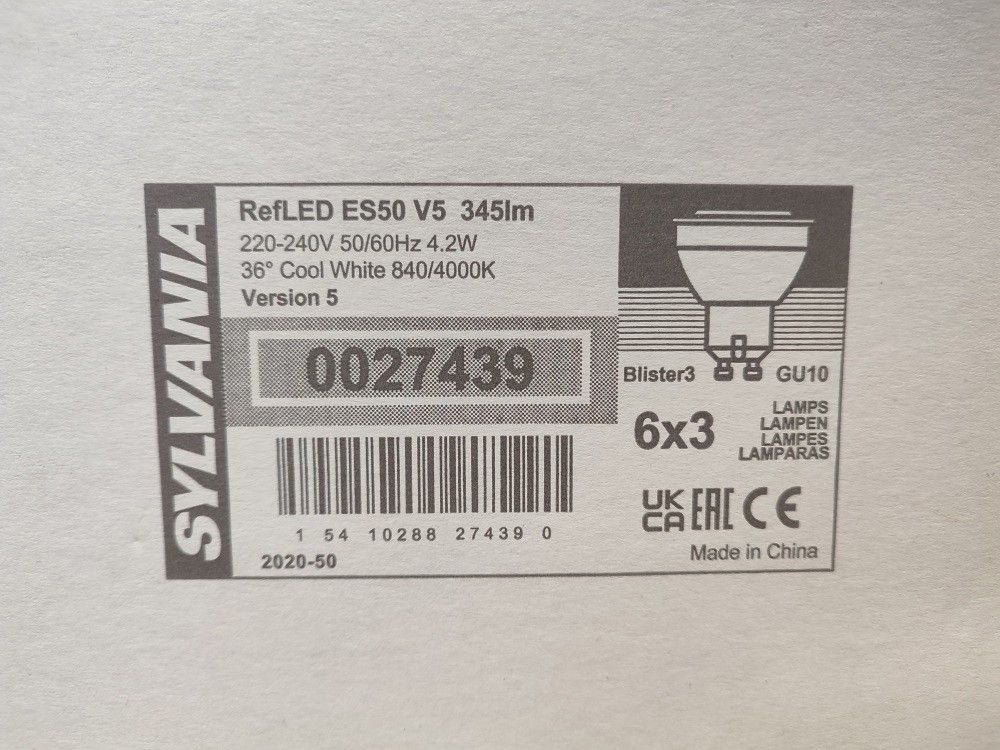 SYLVANIA
RefLED ES50 V5 345lm
220-240V 50/60Hz 4.2W
36° Cool White 840/4000K
Version 5
0027439
1 54 10288 27439 0
2020-50
Blister3 GU10
6x3
LAMPS
LAMPEN
LAMPES
LAMPARAS
UK
CA
EAC CE
Made in China